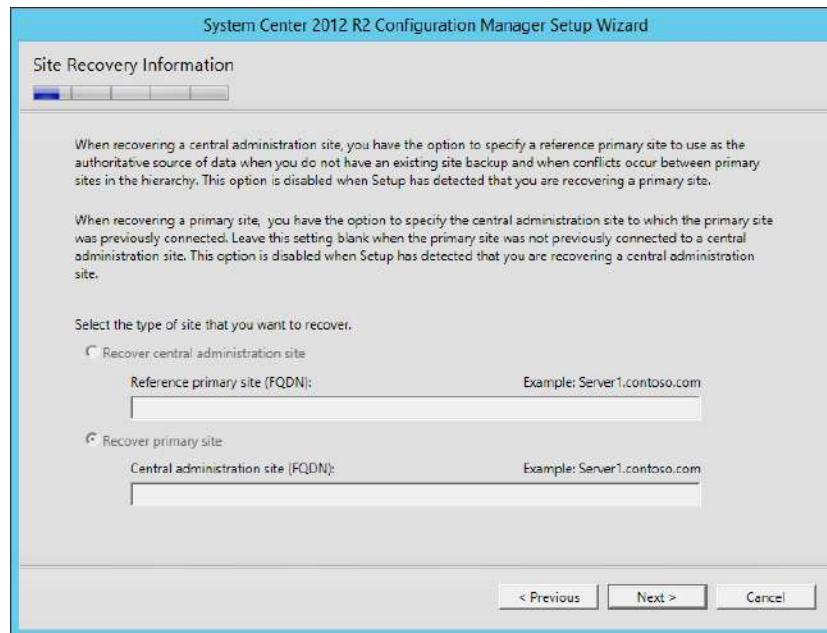 System Center 2012 R2 Configuration Manager Setup Wizard
Site Recovery Information
When recovering a central administration site, you have the option to specify a reference primary site to use as the
authoritative source of data when you do not have an existing site backup and when conflicts occur between primary
sites in the hierarchy. This option is disabled when Setup has detected that you are recovering a primary site.
When recovering a primary site, you have the option to specify the central administration site to which the primary site
was previously connected. Leave this setting blank when the primary site was not previously connected to a central
administration site. This option is disabled when Setup has detected that you are recovering a central administration
site.
Select the type of site that you want to recover.
Recover central administration site
Reference primary site (FQDN): Example: Server1.contoso.com
Recover primary site
Central administration site (FQDN): Example: Server1.contoso.com
< Previous Next > Cancel